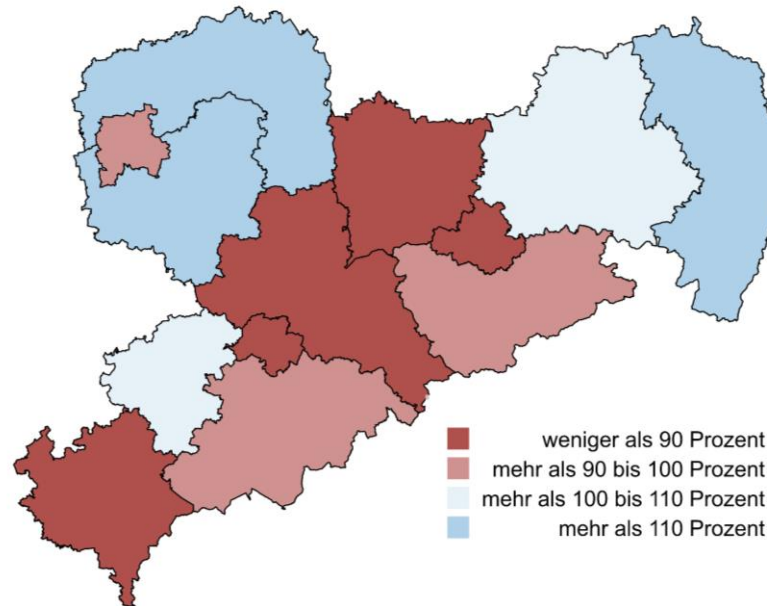 weniger als 90 Prozent
mehr als 90 bis 100 Prozent
mehr als 100 bis 110 Prozent
mehr als 110 Prozent